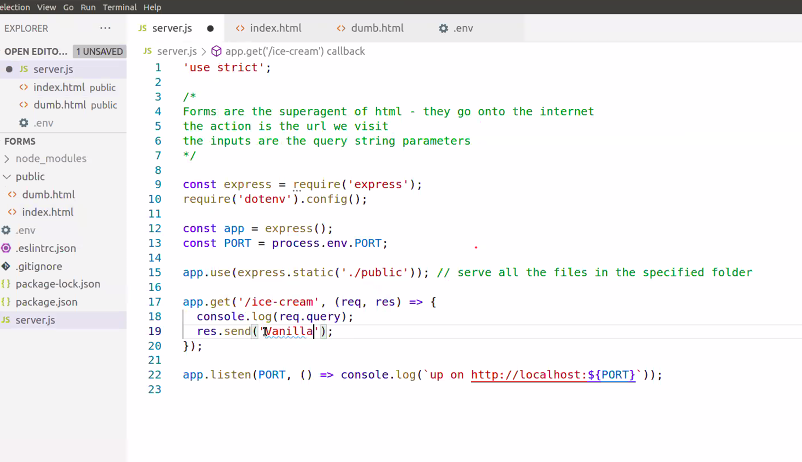 election View Go Run Terminal Help
EXPLORER ···
JS server.js ●
<> index.html
<> dumb.html
.env
OPEN EDITO... 1 UNSAVED
● JS server.js
<> index.html public
<> dumb.html public
.env
FORMS
> node_modules
public
<> dumb.html
<> index.html
.env
.eslintrc.json
.gitignore
{} package-lock.json
{} package.json
JS server.js
JS server.js > app.get('/ice-cream') callback
1 'use strict';
2
3 /*
4 Forms are the superagent of html - they go onto the internet
5 the action is the url we visit
6 the inputs are the query string parameters
7 */
8
9 const express = require('express');
10 require('dotenv').config();
11
12 const app = express();
13 const PORT = process.env.PORT;
14
15 app.use(express.static('./public')); // serve all the files in the specified folder
16
17 app.get('/ice-cream', (req, res) => {
18 console.log(req.query);
19 res.send('Vanilla');
20 });
21
22 app.listen(PORT, () => console.log(`up on http://localhost:${PORT}`));
23